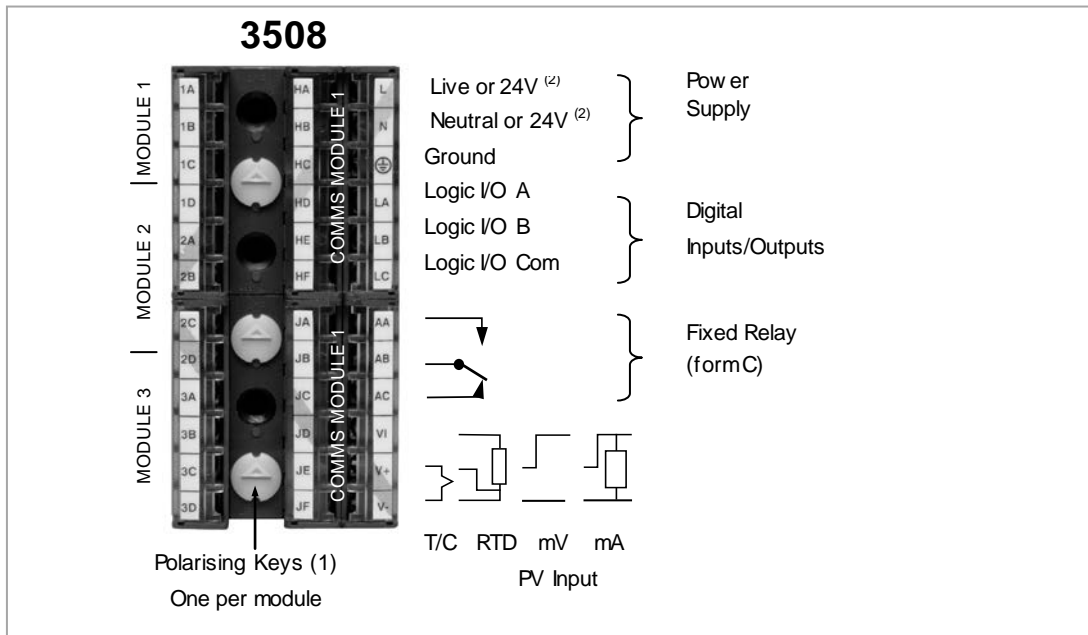 3508
MODULE 1
MODULE 2
MODULE 3
1A
1B
1C
1D
2A
2B
2C
2D
3A
3B
3C
3D
HA
HB
HC
HD
HE
HF
JA
JB
JC
JD
JE
JF
COMMS MODULE 1
COMMS MODULE 1
L
N
LA
LB
LC
AA
AB
AC
VI
V+
V-
Live or 24V (2)
Neutral or 24V (2)
Ground
Power
Supply
Logic I/O A
Logic I/O B
Logic I/O Com
Digital
Inputs/Outputs
Fixed Relay
(form C)
T/C RTD mV mA
PV Input
Polarising Keys (1)
One per module